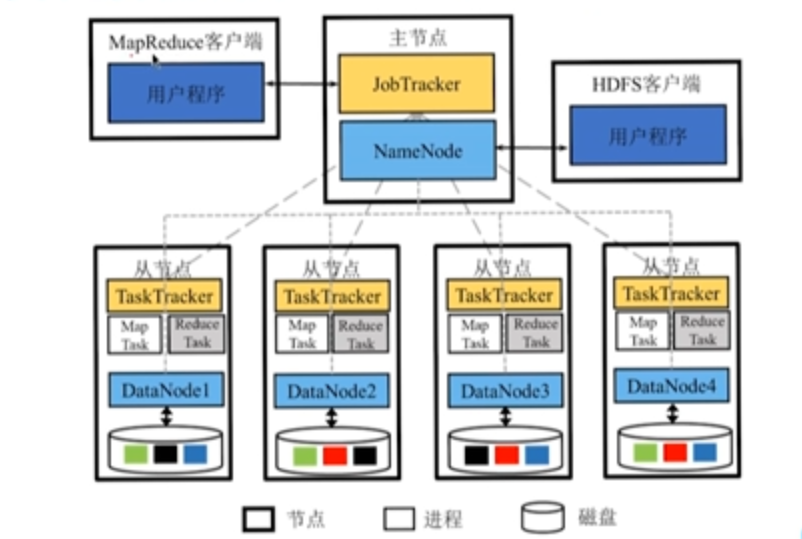 MapReduce客户端
用户程序
主节点
JobTracker
NameNode
HDFS客户端
用户程序
从节点
TaskTracker
Map
Task
Reduce
Task
DataNode1
从节点
TaskTracker
Map
Task
Reduce
Task
DataNode2
从节点
TaskTracker
Map
Task
Reduce
Task
DataNode3
从节点
TaskTracker
Map
Task
Reduce
Task
DataNode4
节点
进程
磁盘